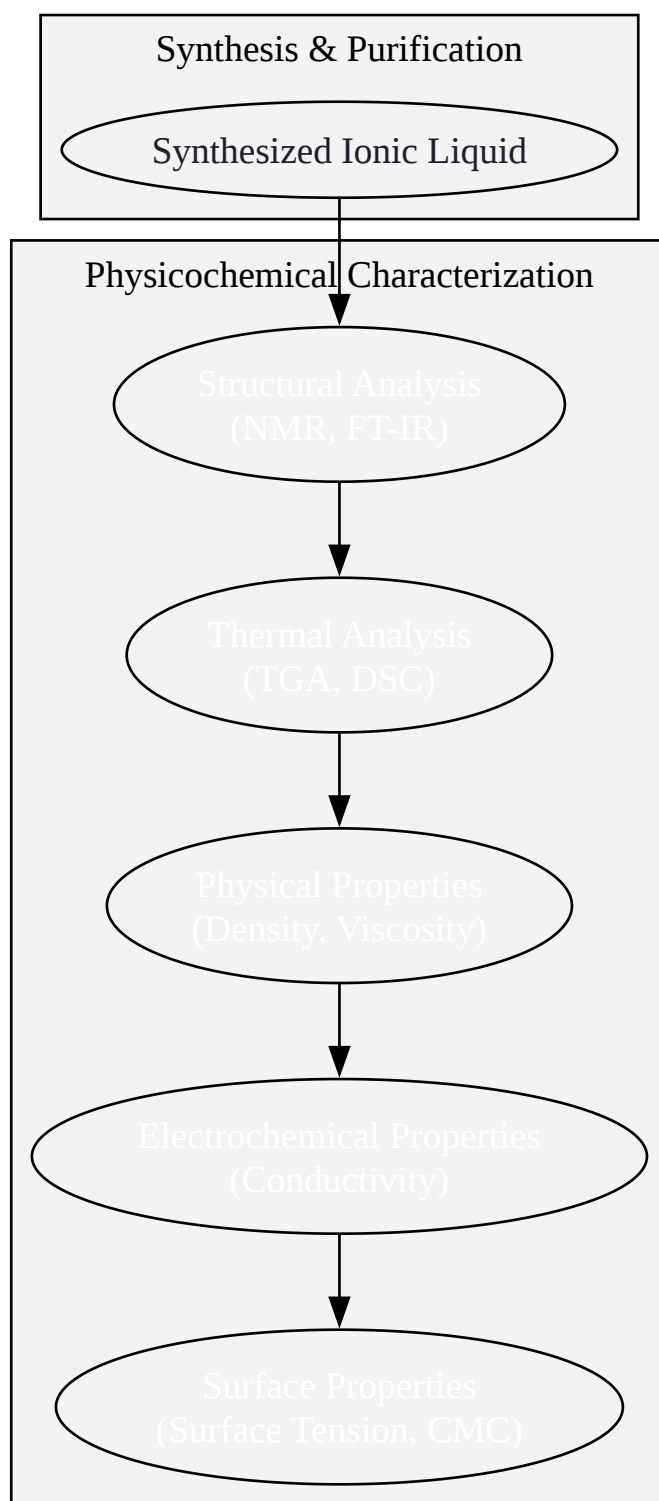 Synthesis & Purification
Synthesized Ionic Liquid
Physicochemical Characterization
Structural Analysis
(NMR, FT-IR)
Thermal Analysis
(TGA, DSC)
Physical Properties
(Density, Viscosity)
Electrochemical Properties
(Conductivity)
Surface Properties
(Surface Tension, CMC)